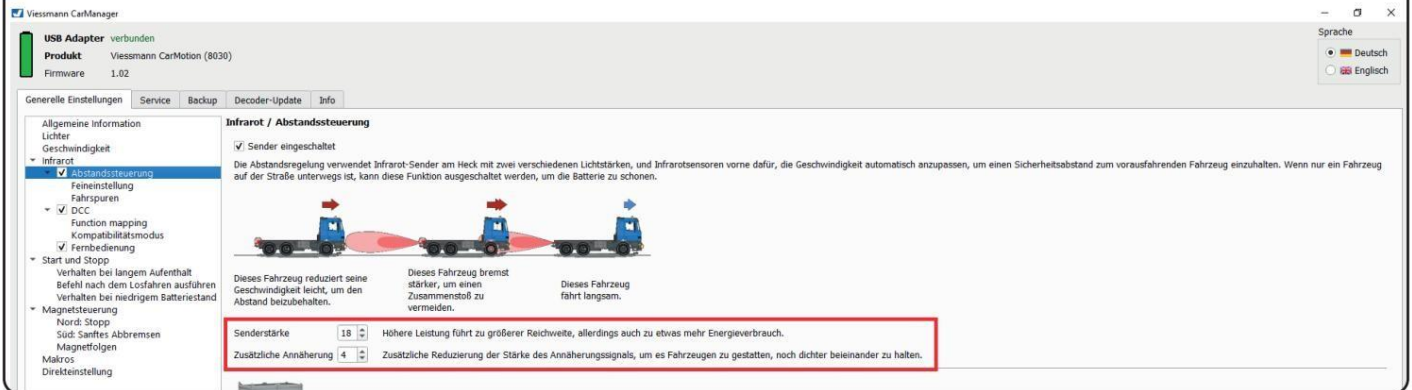 Viessmann CarManager
USB Adapter verbunden
Produkt Viessmann CarMotion (8030)
Firmware 1.02
Sprache
Deutsch
Englisch
Generelle Einstellungen Service Backup Decoder-Update Info
Allgemeine Information
Lichter
Geschwindigkeit
Infrarot
Abstandssteuerung
Feineinstellung
Fahrspuren
DCC
Function mapping
Kompatibilitätsmodus
Fernbedienung
Start und Stopp
Verhalten bei langem Aufenthalt
Befehl nach dem Losfahren ausführen
Verhalten bei niedrigem Batteriestand
Magnetsteuerung
Nord: Stopp
Süd: Sanftes Abbremsen
Magnetfolgen
Makros
Direkteinstellung
Infrarot / Abstandssteuerung
Sender eingeschaltet
Die Abstandsregelung verwendet Infrarot-Sender am Heck mit zwei verschiedenen Lichtstärken, und Infrarotsensoren vorne dafür, die Geschwindigkeit automatisch anzupassen, um einen Sicherheitsabstand zum vorausfahrenden Fahrzeug einzuhalten. Wenn nur ein Fahrzeug
auf der Straße unterwegs ist, kann diese Funktion ausgeschaltet werden, um die Batterie zu schonen.
Dieses Fahrzeug reduziert seine
Geschwindigkeit leicht, um den
Abstand beizubehalten.
Dieses Fahrzeug bremst
stärker, um einen
Zusammenstoß zu
vermeiden.
Dieses Fahrzeug
fährt langsam.
Senderstärke 18 Höhere Leistung führt zu größerer Reichweite, allerdings auch zu etwas mehr Energieverbrauch.
Zusätzliche Annäherung 4 Zusätzliche Reduzierung der Stärke des Annäherungssignals, um es Fahrzeugen zu gestatten, noch dichter beieinander zu halten.